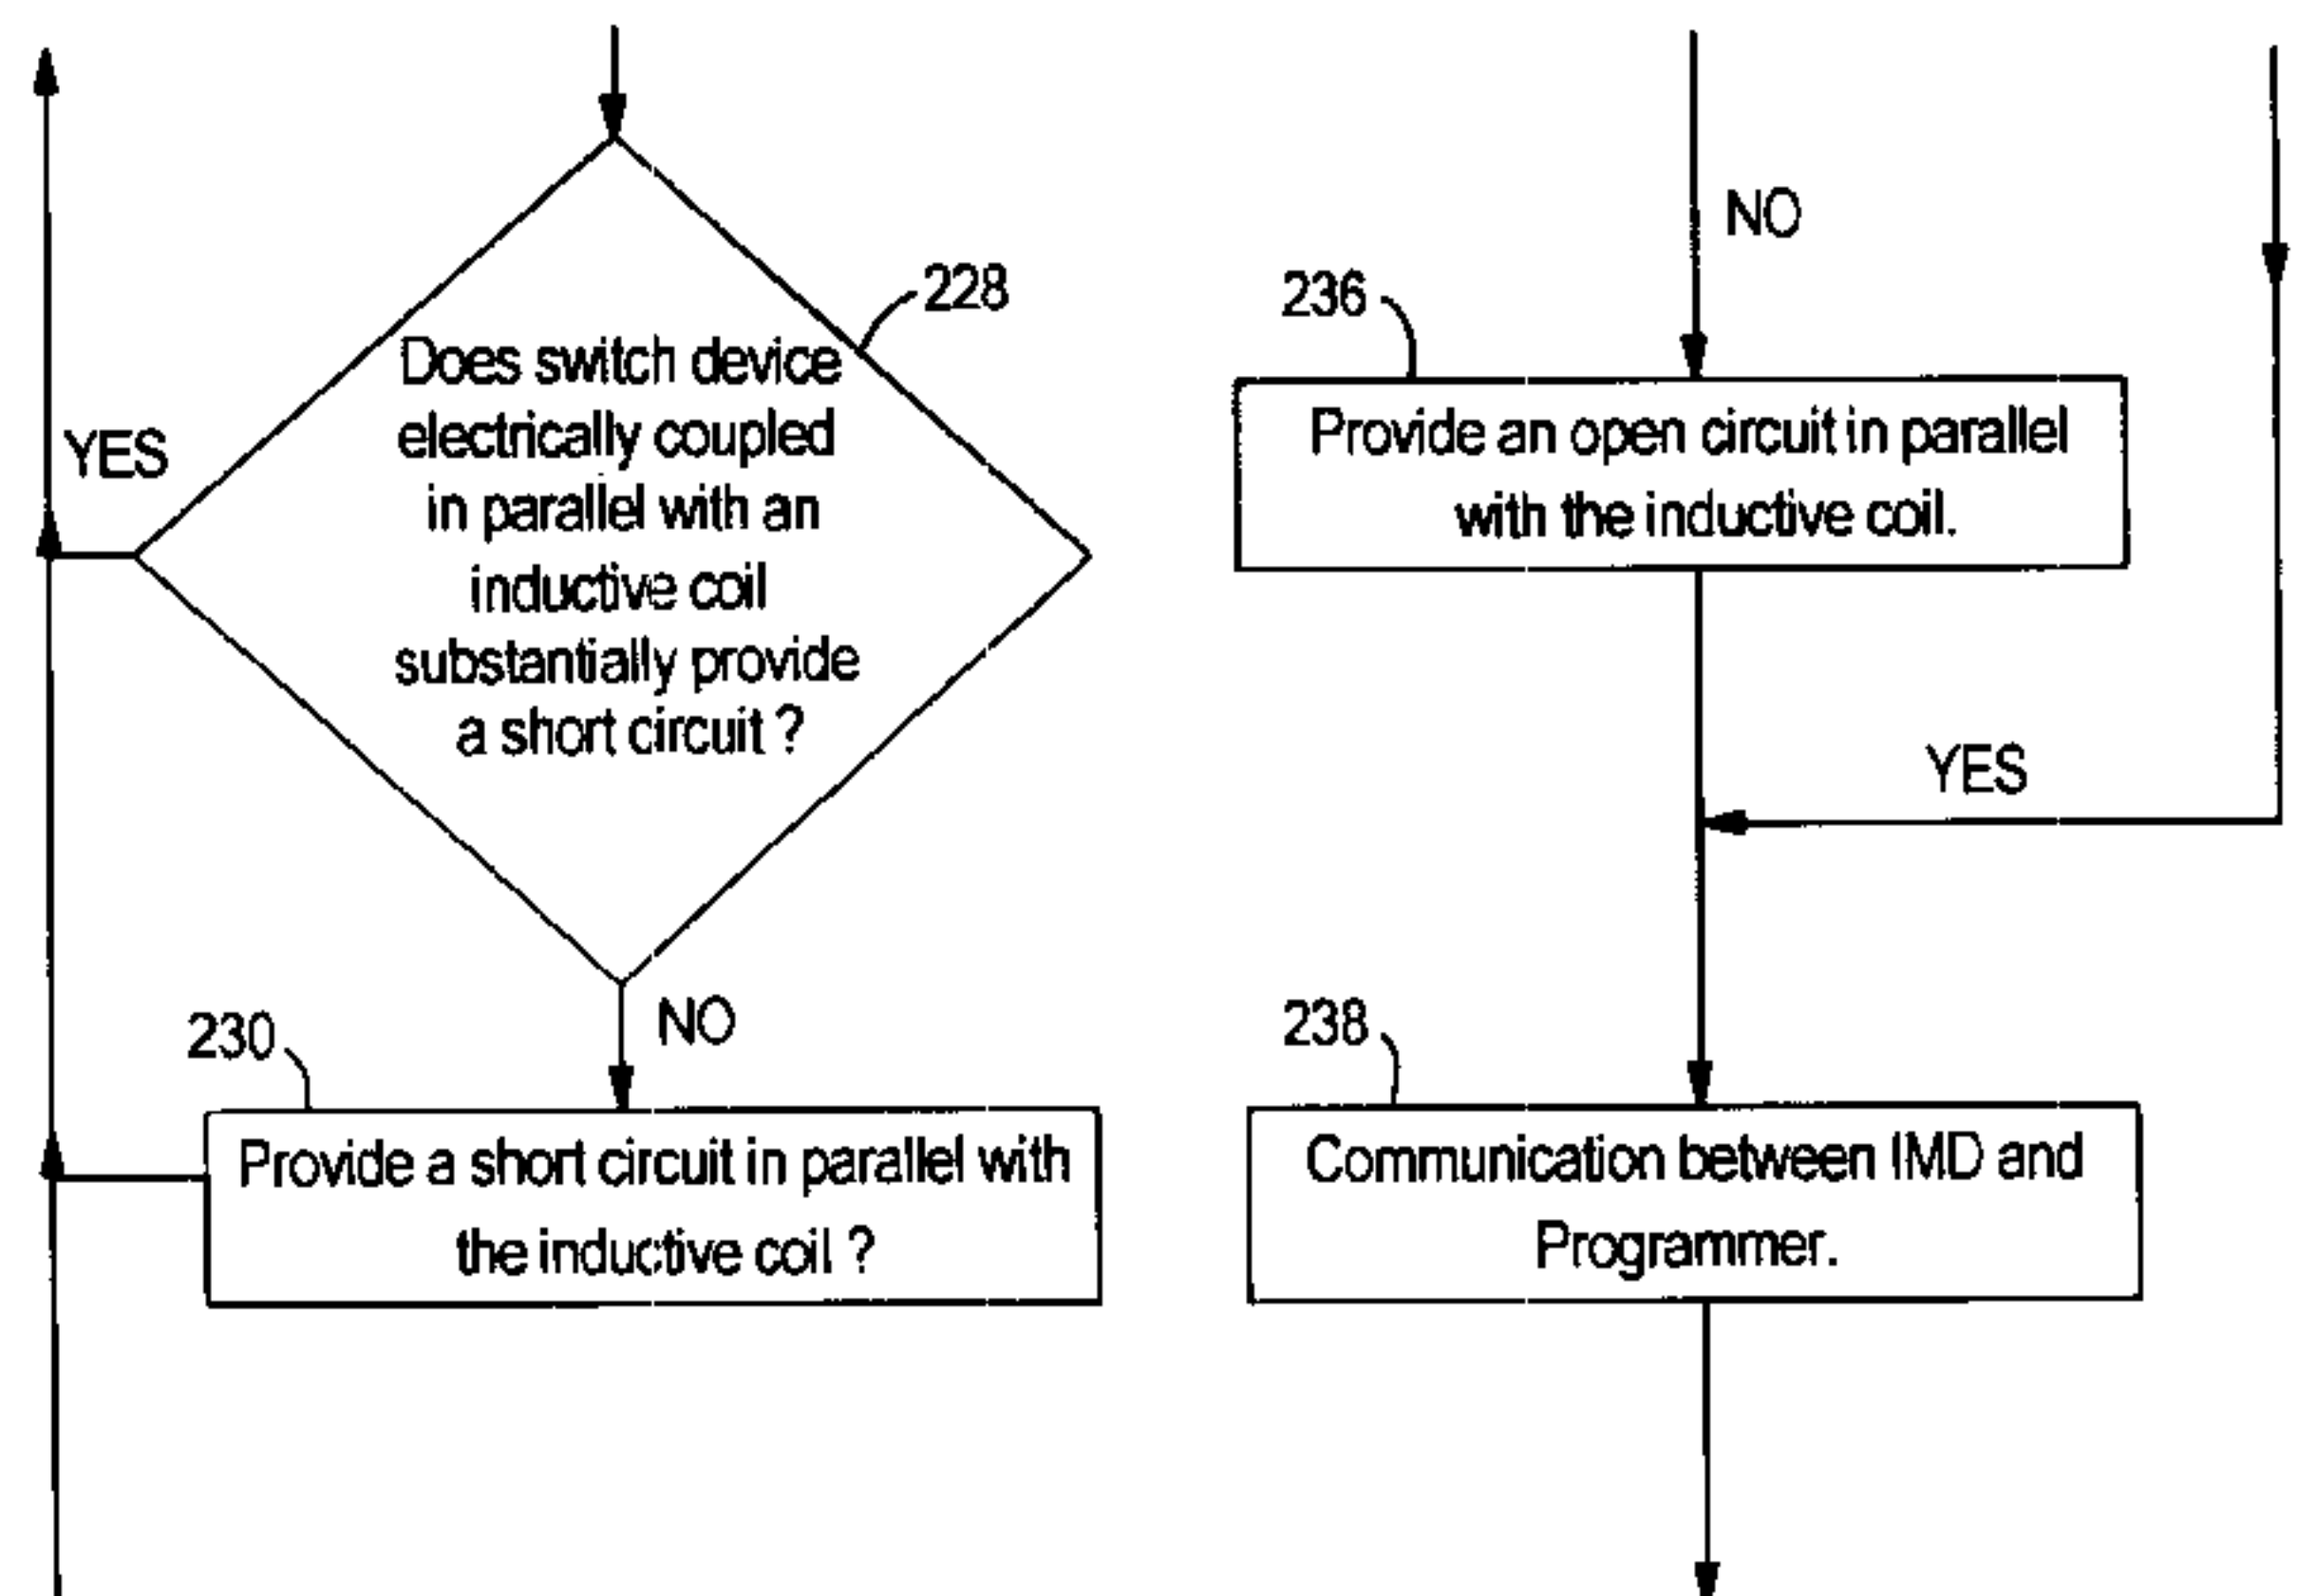 228
Does switch device
electrically coupled
in parallel with an
inductive coil
substantially provide
a short circuit ?
YES
NO
230
Provide a short circuit in parallel with
the inductive coil ?
NO
236
Provide an open circuit in parallel
with the inductive coil.
YES
238
Communication between IMD and
Programmer.